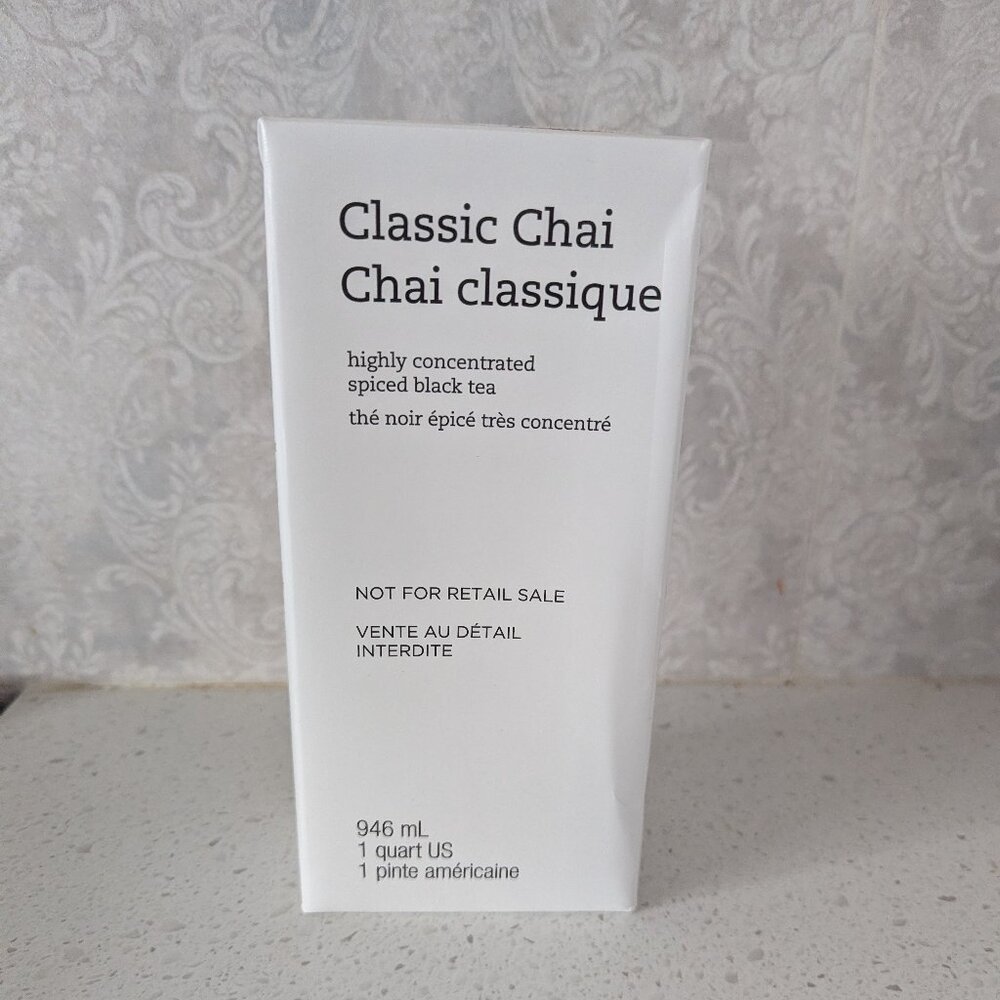 Classic Chai
Chai classique
highly concentrated
spiced black tea
thé noir épicé très concentré
NOT FOR RETAIL SALE
VENTE AU DÉTAIL
INTERDITE
946 mL
1 quart US
1 pinte américaine